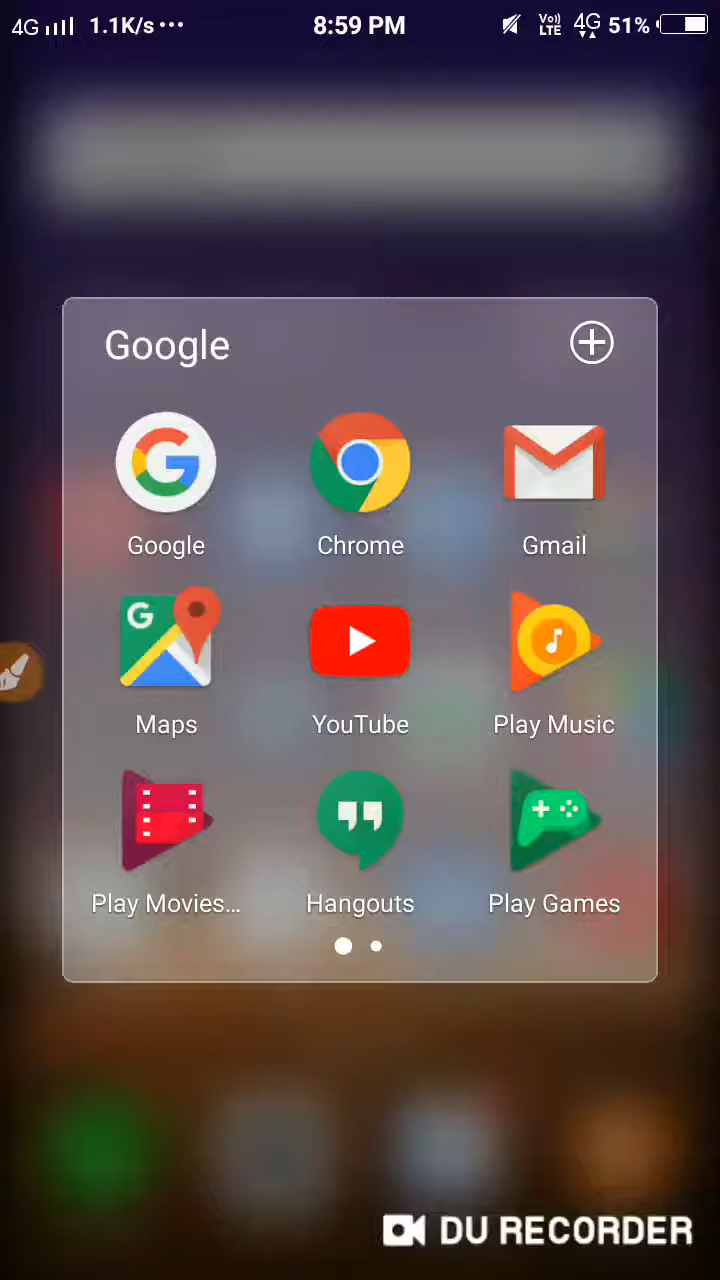 4G 1.1K/s ... 8:59 PM Vo)) LTE 4G 51%
Google
Google Chrome Gmail
G
Maps YouTube Play Music
Play Movies... Hangouts Play Games
DU RECORDER